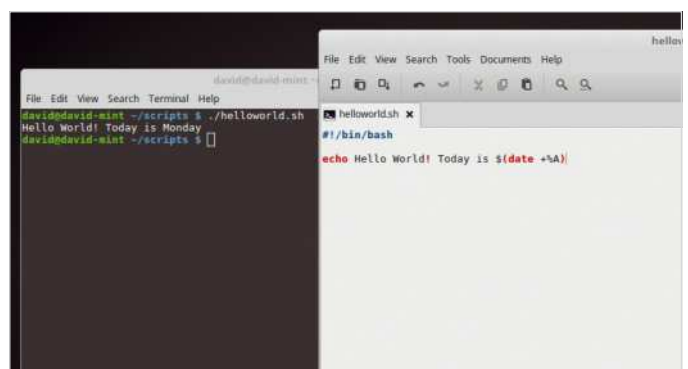 hellow
File Edit View Search Tools Documents Help
david@david-mint ~
File Edit View Search Terminal Help
david@david-mint ~/scripts $ ./helloworld.sh
Hello World! Today is Monday
david@david-mint ~/scripts $
helloworld.sh
#!/bin/bash
echo Hello World! Today is $(date +%A)